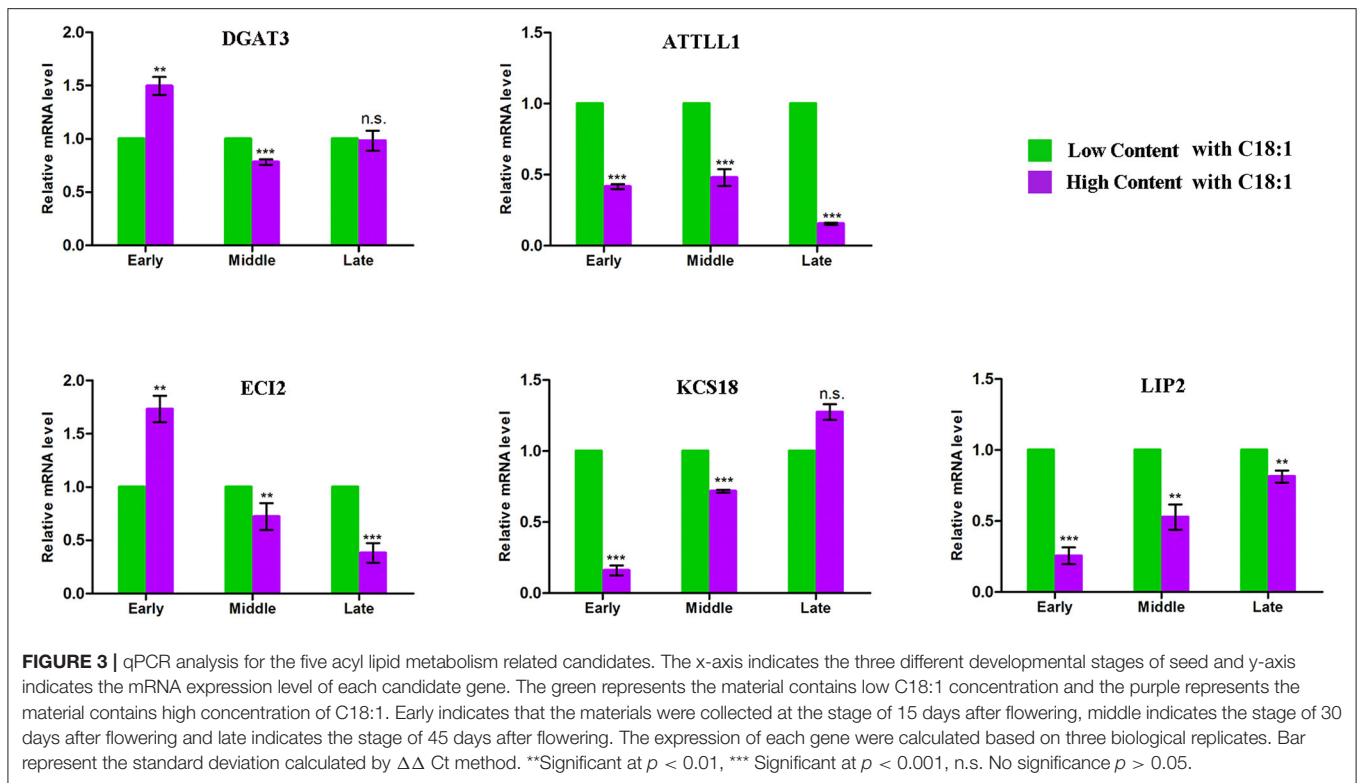 DGAT3
Relative mRNA level
2.0
1.5
1.0
0.5
0.0
**
***
n.s.
Early Middle Late
ATTLL1
Relative mRNA level
1.5
1.0
0.5
0.0
***
***
***
Early Middle Late
Low Content with C18:1
High Content with C18:1
ECI2
Relative mRNA level
2.0
1.5
1.0
0.5
0.0
**
**
***
Early Middle Late
KCS18
Relative mRNA level
1.5
1.0
0.5
0.0
***
***
n.s.
Early Middle Late
LIP2
Relative mRNA level
1.5
1.0
0.5
0.0
***
**
**
Early Middle Late
FIGURE 3 | qPCR analysis for the five acyl lipid metabolism related candidates. The x-axis indicates the three different developmental stages of seed and y-axis
indicates the mRNA expression level of each candidate gene. The green represents the material contains low C18:1 concentration and the purple represents the
material contains high concentration of C18:1. Early indicates that the materials were collected at the stage of 15 days after flowering, middle indicates the stage of 30
days after flowering and late indicates the stage of 45 days after flowering. The expression of each gene were calculated based on three biological replicates. Bar
represent the standard deviation calculated by ΔΔ Ct method. **Significant at p < 0.01, *** Significant at p < 0.001, n.s. No significance p > 0.05.